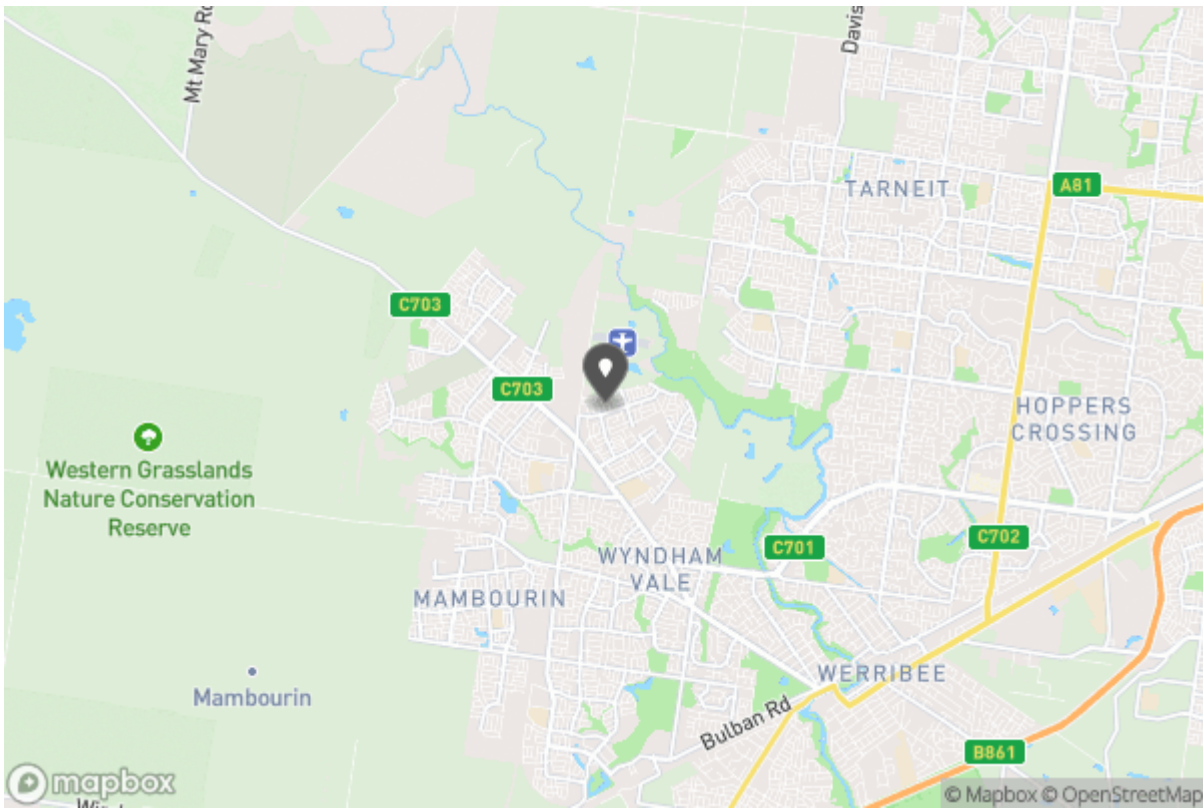 Mt Mary Rd
Davis
TARNEIT
A81
C703
C703
HOPPERS
CROSSING
Western Grasslands
Nature Conservation
Reserve
C702
C701
WYNDHAM
VALE
MAMBOURIN
WERRIBEE
Mambourin
Bulban Rd
B861
mapbox
© Mapbox © OpenStreetMap